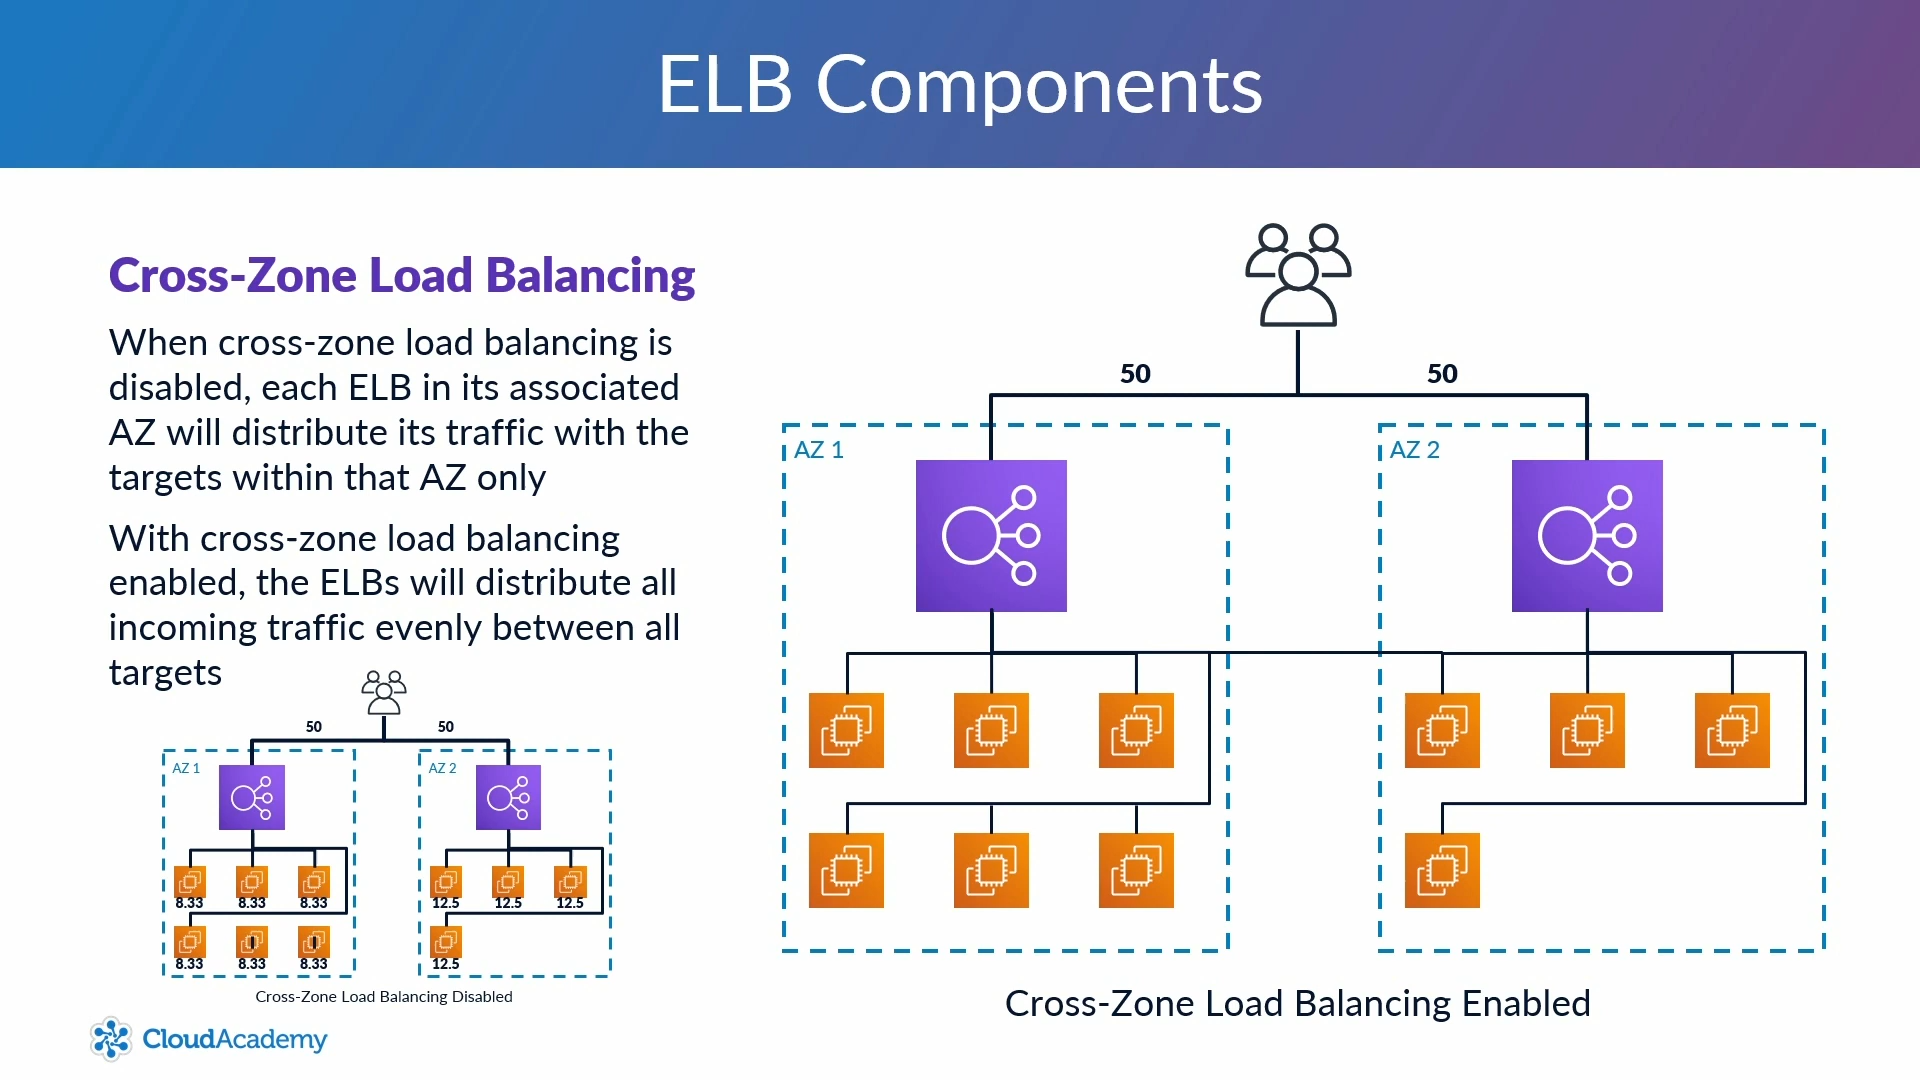 ELB Components
Cross-Zone Load Balancing
When cross-zone load balancing is
disabled, each ELB in its associated
AZ will distribute its traffic with the
targets within that AZ only
With cross-zone load balancing
enabled, the ELBs will distribute all
incoming traffic evenly between all
targets
50 50
AZ 1 AZ 2
8.33 8.33 8.33 12.5 12.5 12.5
8.33 8.33 8.33 12.5
Cross-Zone Load Balancing Disabled
50 50
AZ 1 AZ 2
Cross-Zone Load Balancing Enabled
CloudAcademy